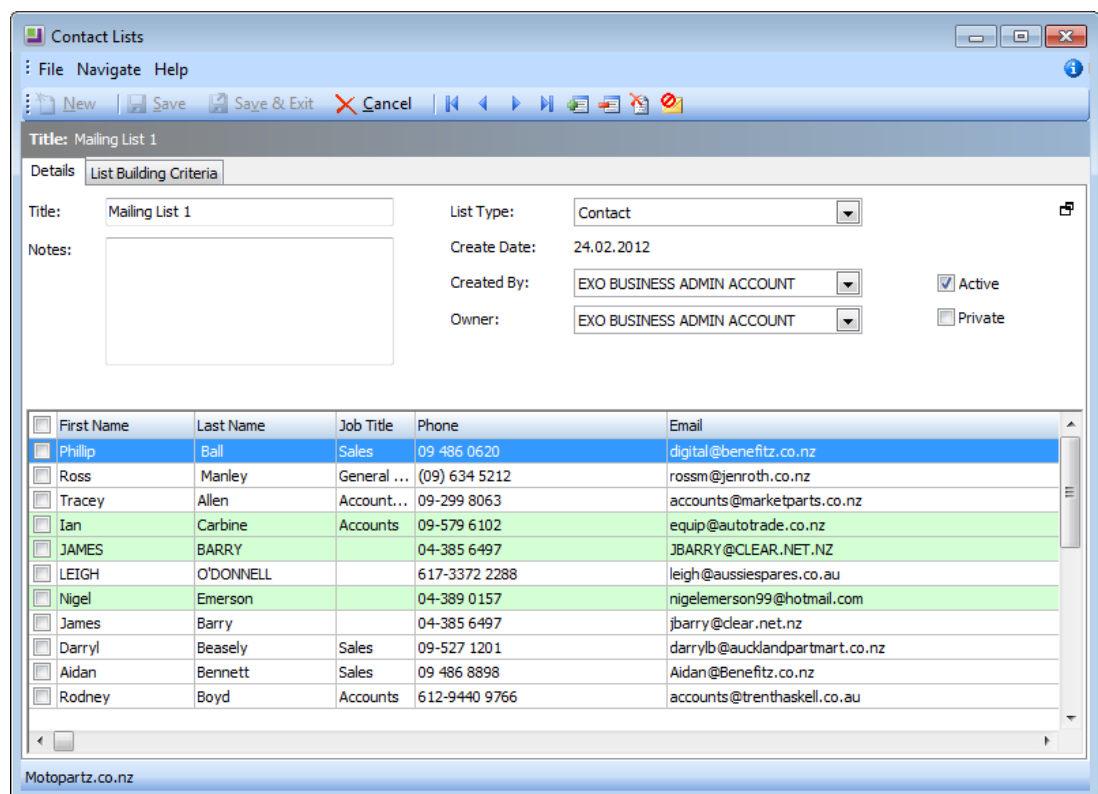 Contact Lists
File Navigate Help
New Save Save & Exit Cancel
Title: Mailing List 1
Details List Building Criteria
Title: Mailing List 1 List Type: Contact
Notes: Create Date: 24.02.2012
Created By: EXO BUSINESS ADMIN ACCOUNT Active
Owner: EXO BUSINESS ADMIN ACCOUNT Private
First Name Last Name Job Title Phone Email
Phillip Ball Sales 09 486 0620 digital@benefitz.co.nz
Ross Manley General ... (09) 634 5212 rossm@jenroth.co.nz
Tracey Allen Account... 09-299 8063 accounts@marketparts.co.nz
Ian Carbine Accounts 09-579 6102 equip@autotrade.co.nz
JAMES BARRY 04-385 6497 JBARRY@CLEAR.NET.NZ
LEIGH O'DONNELL 617-3372 2288 leigh@aussiespares.co.au
Nigel Emerson 04-389 0157 nigelemerson99@hotmail.com
James Barry 04-385 6497 jbarry@clear.net.nz
Darryl Beasely Sales 09-527 1201 darrylb@aucklandpartmart.co.nz
Aidan Bennett Sales 09 486 8898 Aidan@Benefitz.co.nz
Rodney Boyd Accounts 612-9440 9766 accounts@trenthaskell.co.au
Motopartz.co.nz